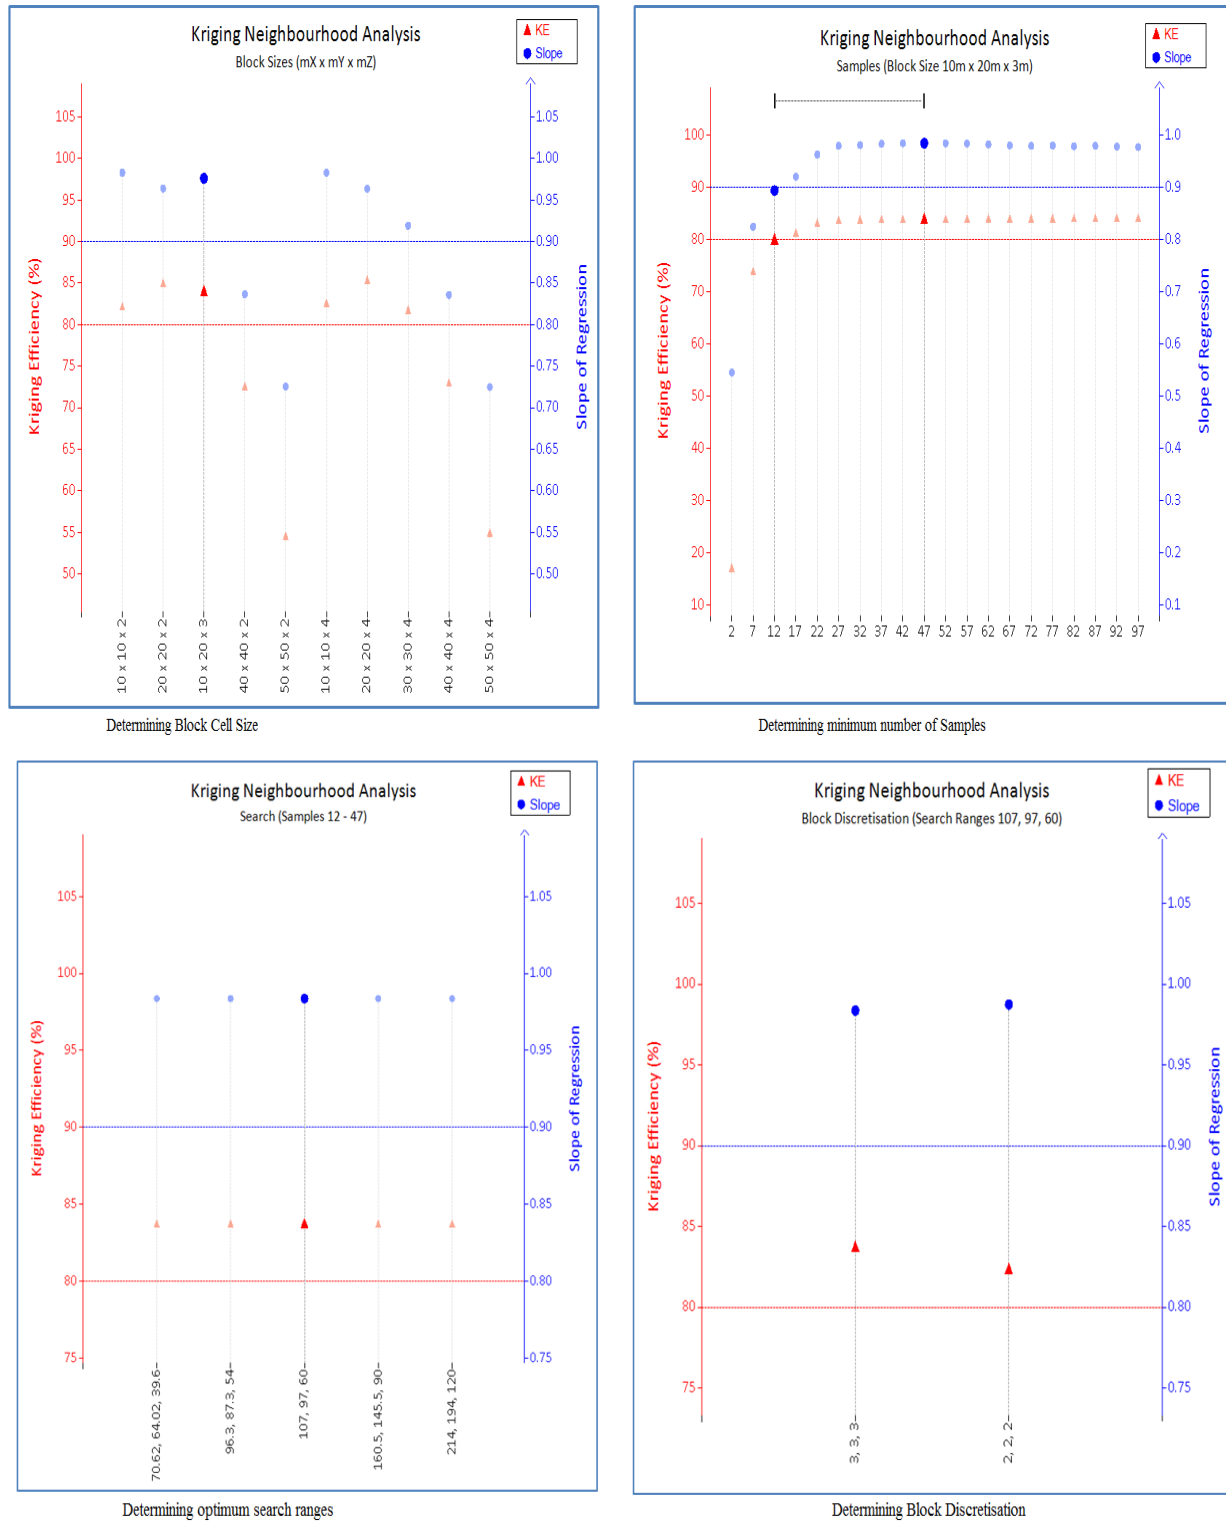 Kriging Neighbourhood Analysis
Block Sizes (mX x mY x mZ)
KE
Slope
105
100
95
90
85
80
75
70
65
60
55
50
Kriging Efficiency (%)
1.05
1.00
0.95
0.90
0.85
0.80
0.75
0.70
0.65
0.60
0.55
0.50
Slope of Regression
10 x 10 x 2
20 x 20 x 2
10 x 20 x 3
40 x 40 x 2
50 x 50 x 2
10 x 10 x 4
20 x 20 x 4
30 x 30 x 4
40 x 40 x 4
50 x 50 x 4
Determining Block Cell Size
Kriging Neighbourhood Analysis
Samples (Block Size 10m x 20m x 3m)
KE
Slope
100
90
80
70
60
50
40
30
20
10
Kriging Efficiency (%)
1.0
0.9
0.8
0.7
0.6
0.5
0.4
0.3
0.2
0.1
Slope of Regression
2 7 12 17 22 27 32 37 42 47 52 57 62 67 72 77 82 87 92 97
Determining minimum number of Samples
Kriging Neighbourhood Analysis
Search (Samples 12 - 47)
KE
Slope
105
100
95
90
85
80
75
Kriging Efficiency (%)
1.05
1.00
0.95
0.90
0.85
0.80
0.75
Slope of Regression
70.62, 64.02, 39.6
96.3, 87.3, 54
107, 97, 60
160.5, 145.5, 90
214, 194, 120
Determining optimum search ranges
Kriging Neighbourhood Analysis
Block Discretisation (Search Ranges 107, 97, 60)
KE
Slope
105
100
95
90
85
80
75
Kriging Efficiency (%)
1.05
1.00
0.95
0.90
0.85
0.80
0.75
Slope of Regression
3, 3, 3
2, 2, 2
Determining Block Discretisation